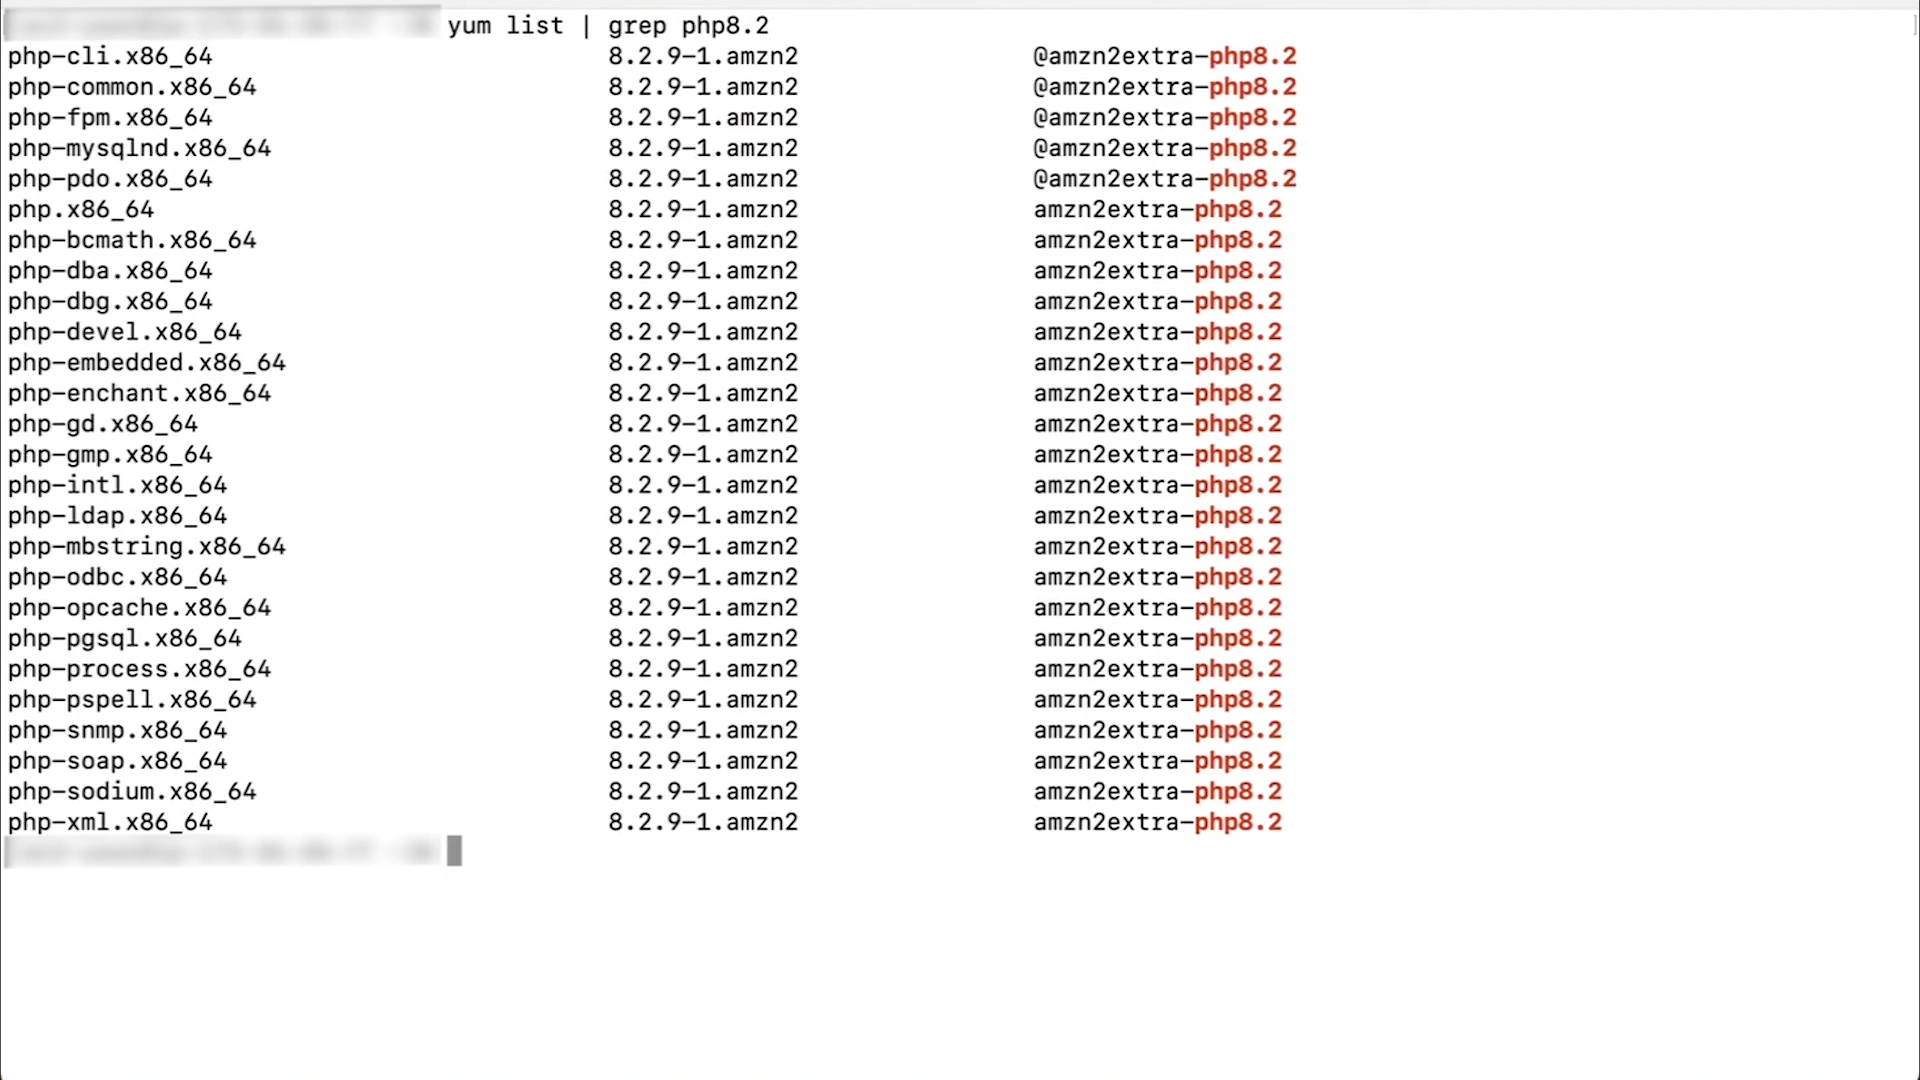 yum list | grep php8.2
php-cli.x86_64 8.2.9-1.amzn2 @amzn2extra-php8.2
php-common.x86_64 8.2.9-1.amzn2 @amzn2extra-php8.2
php-fpm.x86_64 8.2.9-1.amzn2 @amzn2extra-php8.2
php-mysqlnd.x86_64 8.2.9-1.amzn2 @amzn2extra-php8.2
php-pdo.x86_64 8.2.9-1.amzn2 @amzn2extra-php8.2
php.x86_64 8.2.9-1.amzn2 amzn2extra-php8.2
php-bcmath.x86_64 8.2.9-1.amzn2 amzn2extra-php8.2
php-dba.x86_64 8.2.9-1.amzn2 amzn2extra-php8.2
php-dbg.x86_64 8.2.9-1.amzn2 amzn2extra-php8.2
php-devel.x86_64 8.2.9-1.amzn2 amzn2extra-php8.2
php-embedded.x86_64 8.2.9-1.amzn2 amzn2extra-php8.2
php-enchant.x86_64 8.2.9-1.amzn2 amzn2extra-php8.2
php-gd.x86_64 8.2.9-1.amzn2 amzn2extra-php8.2
php-gmp.x86_64 8.2.9-1.amzn2 amzn2extra-php8.2
php-intl.x86_64 8.2.9-1.amzn2 amzn2extra-php8.2
php-ldap.x86_64 8.2.9-1.amzn2 amzn2extra-php8.2
php-mbstring.x86_64 8.2.9-1.amzn2 amzn2extra-php8.2
php-odbc.x86_64 8.2.9-1.amzn2 amzn2extra-php8.2
php-opcache.x86_64 8.2.9-1.amzn2 amzn2extra-php8.2
php-pgsql.x86_64 8.2.9-1.amzn2 amzn2extra-php8.2
php-process.x86_64 8.2.9-1.amzn2 amzn2extra-php8.2
php-pspell.x86_64 8.2.9-1.amzn2 amzn2extra-php8.2
php-snmp.x86_64 8.2.9-1.amzn2 amzn2extra-php8.2
php-soap.x86_64 8.2.9-1.amzn2 amzn2extra-php8.2
php-sodium.x86_64 8.2.9-1.amzn2 amzn2extra-php8.2
php-xml.x86_64 8.2.9-1.amzn2 amzn2extra-php8.2